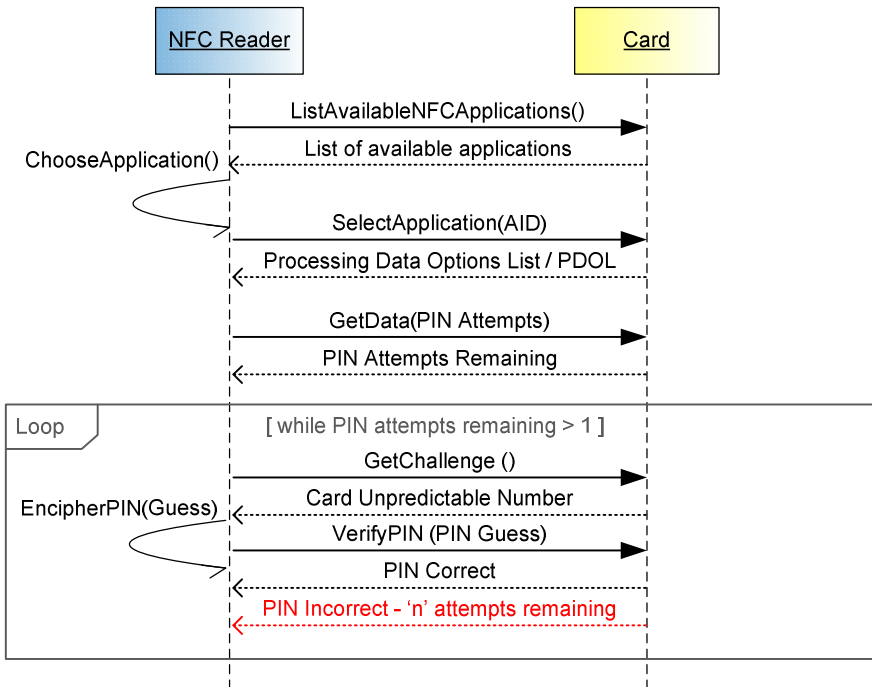 NFC Reader
Card
ListAvailableNFCApplications()
List of available applications
ChooseApplication()
SelectApplication(AID)
Processing Data Options List / PDOL
GetData(PIN Attempts)
PIN Attempts Remaining
Loop
[ while PIN attempts remaining > 1 ]
GetChallenge ()
Card Unpredictable Number
EncipherPIN(Guess)
VerifyPIN (PIN Guess)
PIN Correct
PIN Incorrect - ‘n’ attempts remaining